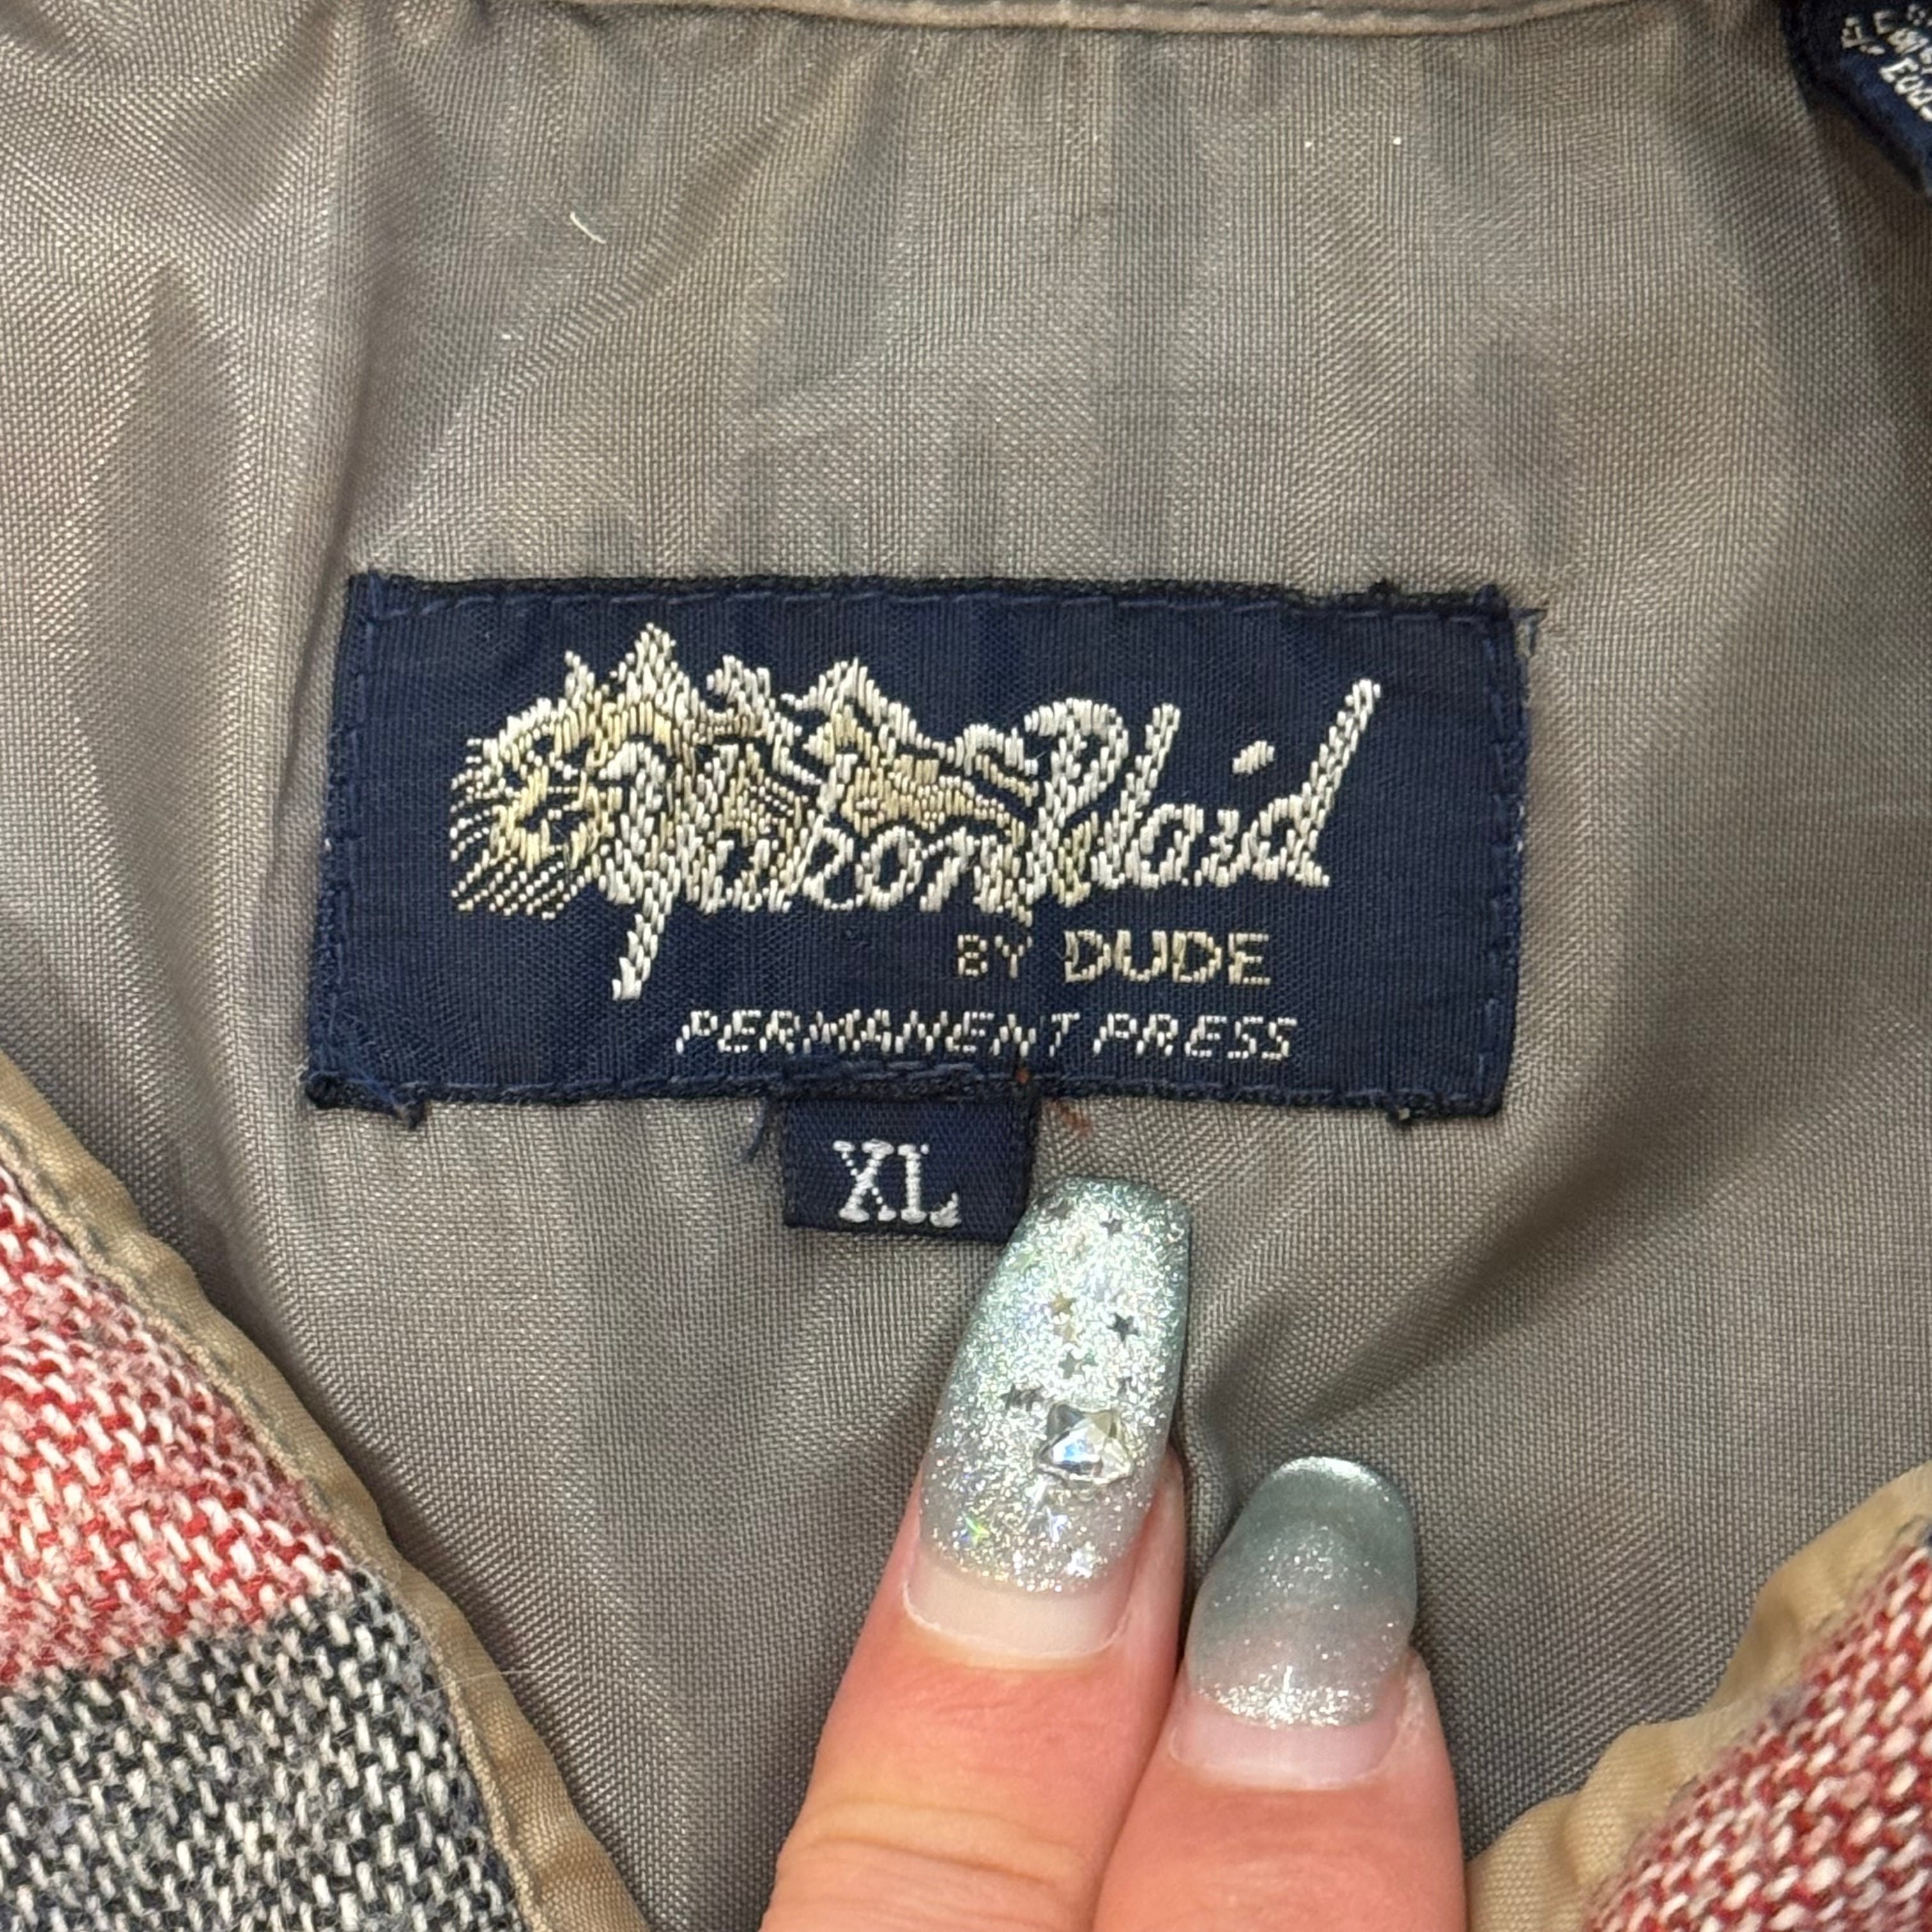 Yukon Plaid
BY DUDE
PERMANENT PRESS
XL